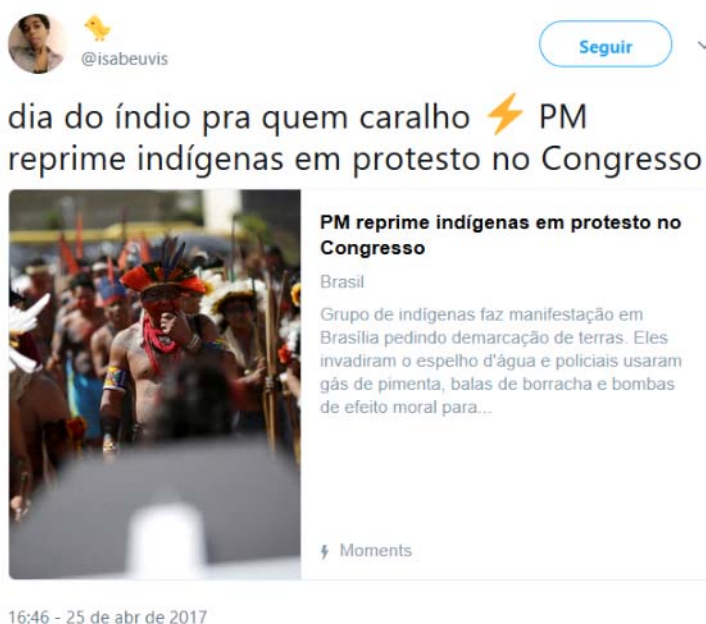 @isabeuvis
Seguir
dia do índio pra quem caralho ⚡ PM
reprime indígenas em protesto no Congresso
PM reprime indígenas em protesto no
Congresso
Brasil
Grupo de indígenas faz manifestação em
Brasília pedindo demarcação de terras. Eles
invadiram o espelho d'água e policiais usaram
gás de pimenta, balas de borracha e bombas
de efeito moral para...
Moments
16:46 - 25 de abr de 2017